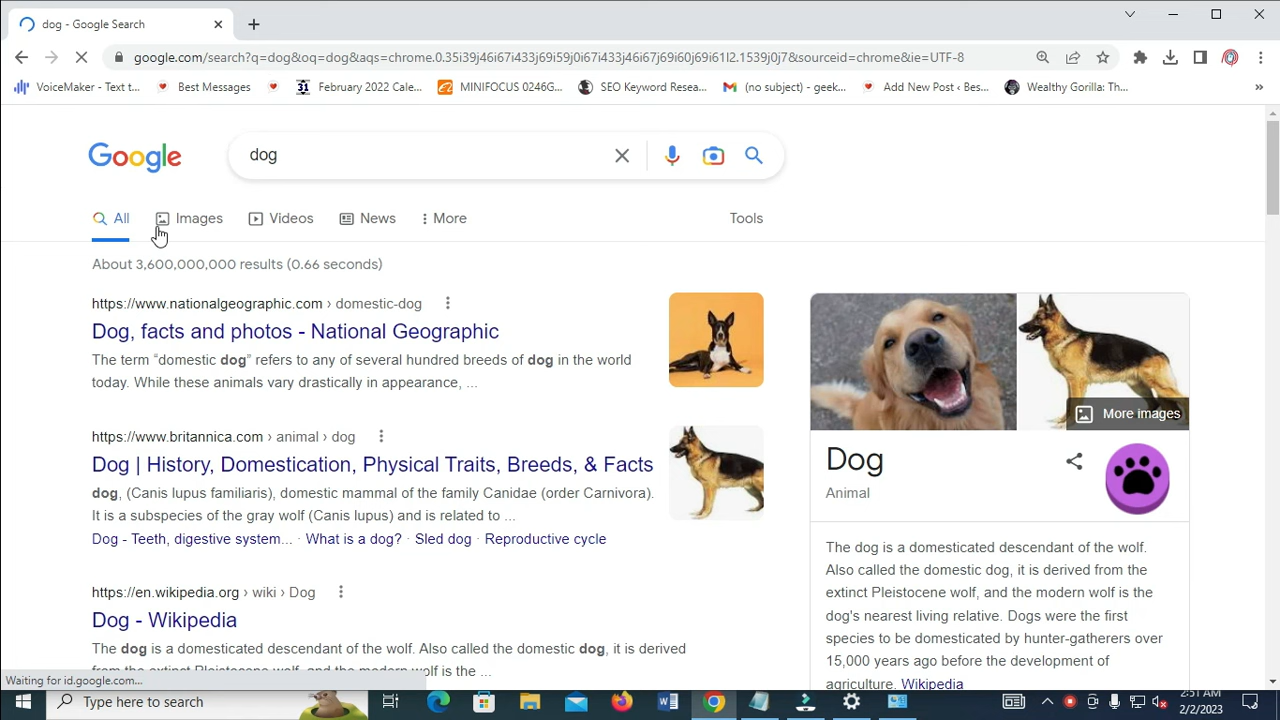 dog - Google Search
google.com/search?q=dog&oq=dog&aqs=chrome.0.35i39j46i67i433j69i59j0i67i433j46i67j69i60j69i61l2.1539j0j7&sourceid=chrome&ie=UTF-8
VoiceMaker - Text t... Best Messages 31 February 2022 Cale... MINIFOCUS 0246G... SEO Keyword Resea... (no subject) - geek... Add New Post ‹ Bes... Wealthy Gorilla: Th... »
Google dog
All Images Videos News More Tools
About 3,600,000,000 results (0.66 seconds)
https://www.nationalgeographic.com › domestic-dog
Dog, facts and photos - National Geographic
The term “domestic dog” refers to any of several hundred breeds of dog in the world
today. While these animals vary drastically in appearance, ...
https://www.britannica.com › animal › dog
Dog | History, Domestication, Physical Traits, Breeds, & Facts
dog, (Canis lupus familiaris), domestic mammal of the family Canidae (order Carnivora).
It is a subspecies of the gray wolf (Canis lupus) and is related to ...
Dog - Teeth, digestive system... · What is a dog? · Sled dog · Reproductive cycle
https://en.wikipedia.org › wiki › Dog
Dog - Wikipedia
The dog is a domesticated descendant of the wolf. Also called the domestic dog, it is derived from
the extinct Pleistocene wolf, and the modern wolf is the ...
More images
Dog
Animal
The dog is a domesticated descendant of the wolf.
Also called the domestic dog, it is derived from the
extinct Pleistocene wolf, and the modern wolf is the
dog's nearest living relative. Dogs were the first
species to be domesticated by hunter-gatherers over
15,000 years ago before the development of
agriculture. Wikipedia
Waiting for id.google.com...
Type here to search
2:51 AM
2/2/2023